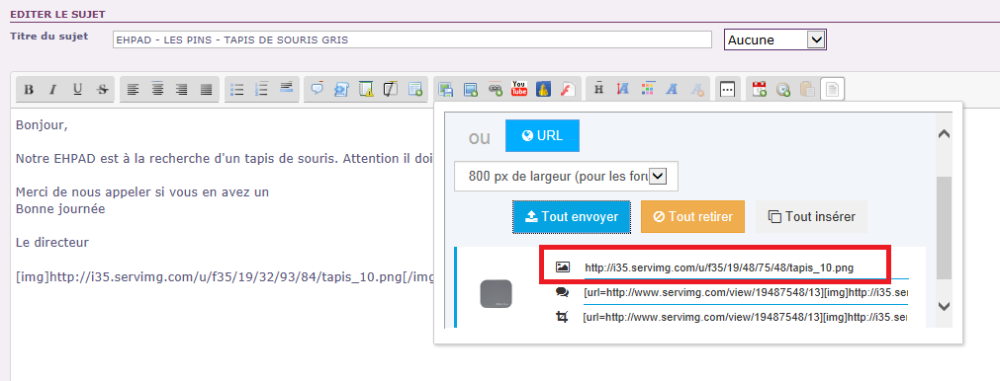 EDITER LE SUJET
Titre du sujet
EHPAD - LES PINS - TAPIS DE SOURIS GRIS
Aucune
B I U S
You Tube
H A A A
Bonjour,
Notre EHPAD est à la recherche d'un tapis de souris. Attention il doi
Merci de nous appeler si vous en avez un
Bonne journée
Le directeur
[img]http://i35.servimg.com/u/f35/19/32/93/84/tapis_10.png[/im
ou
URL
800 px de largeur (pour les foru
Tout envoyer
Tout retirer
Tout insérer
http://i35.servimg.com/u/f35/19/48/75/48/tapis_10.png
[url=http://www.servimg.com/view/19487548/13][img]http://i35.ser
[url=http://www.servimg.com/view/19487548/13][img]http://i35.ser